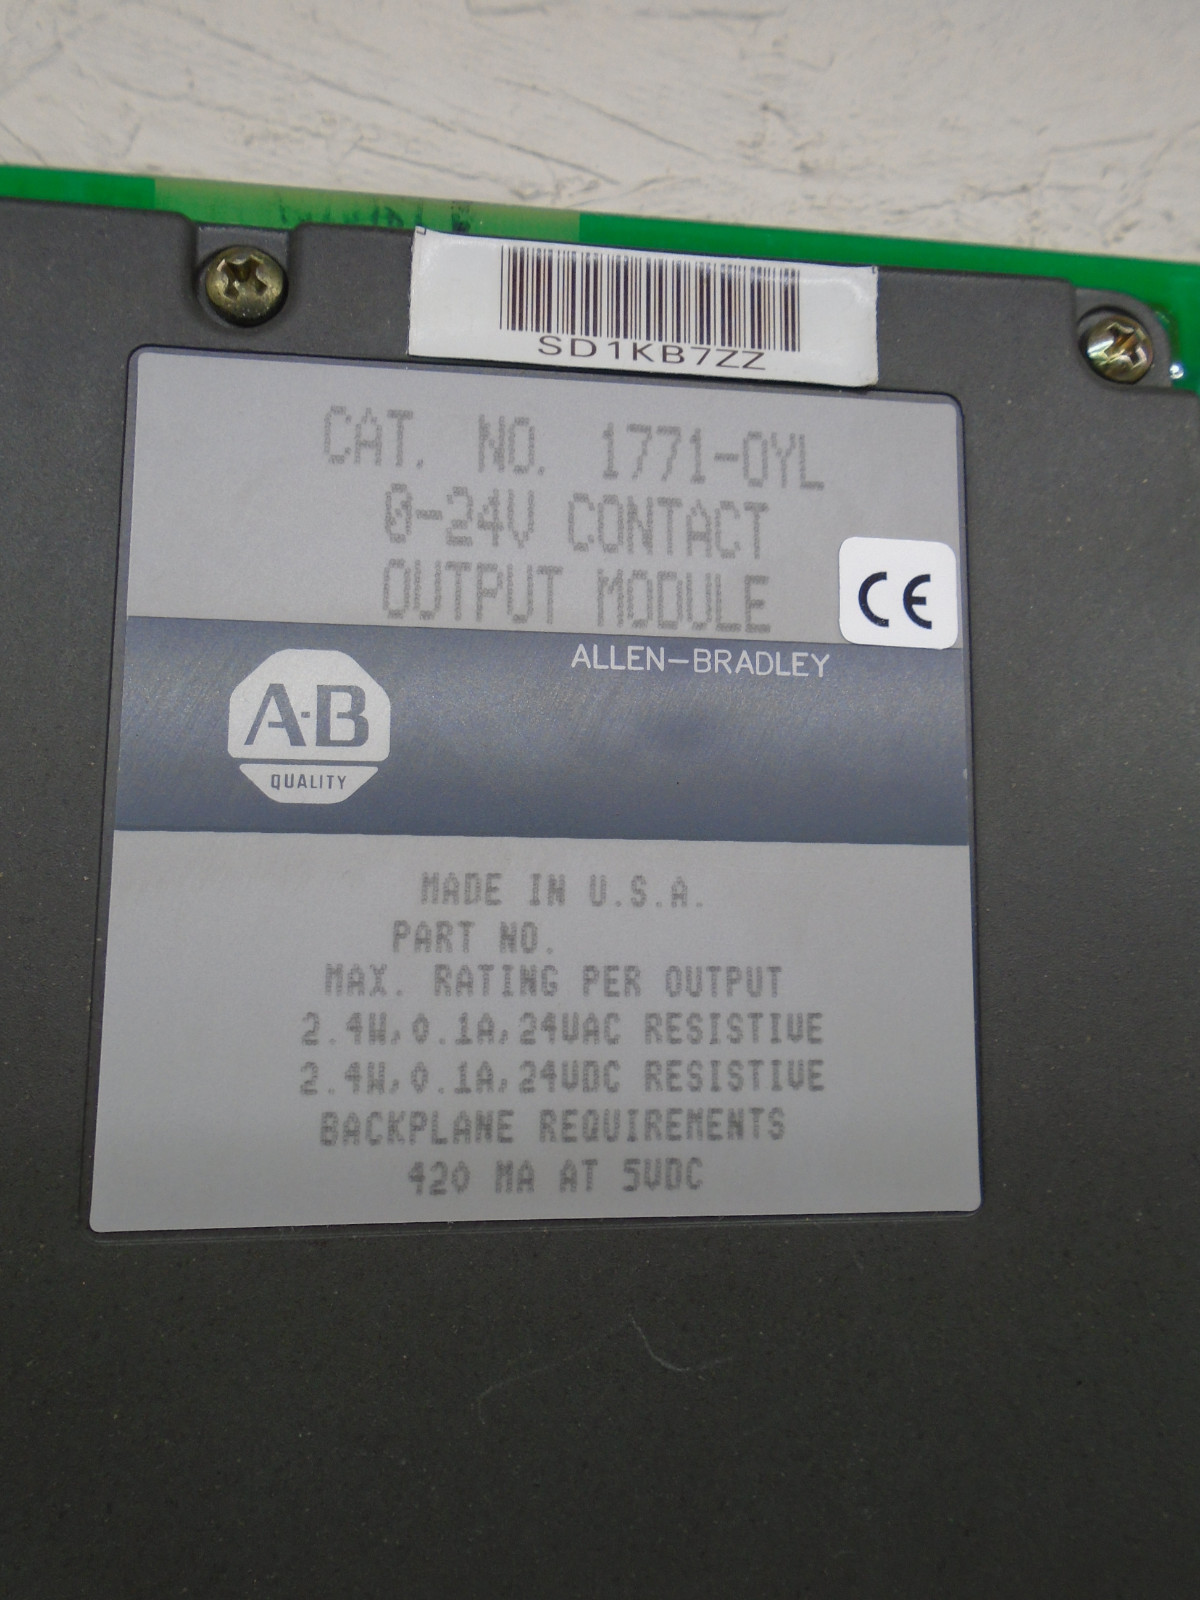 SD1KB7ZZ
CAT. NO. 1771-OYL
0-24V CONTACT
OUTPUT MODULE
CE
ALLEN-BRADLEY
A-B
QUALITY
MADE IN U.S.A.
PART NO.
MAX. RATING PER OUTPUT
2.4W,0.1A,24VAC RESISTIVE
2.4W,0.1A,24VDC RESISTIVE
BACKPLANE REQUIREMENTS
420 MA AT 5VDC